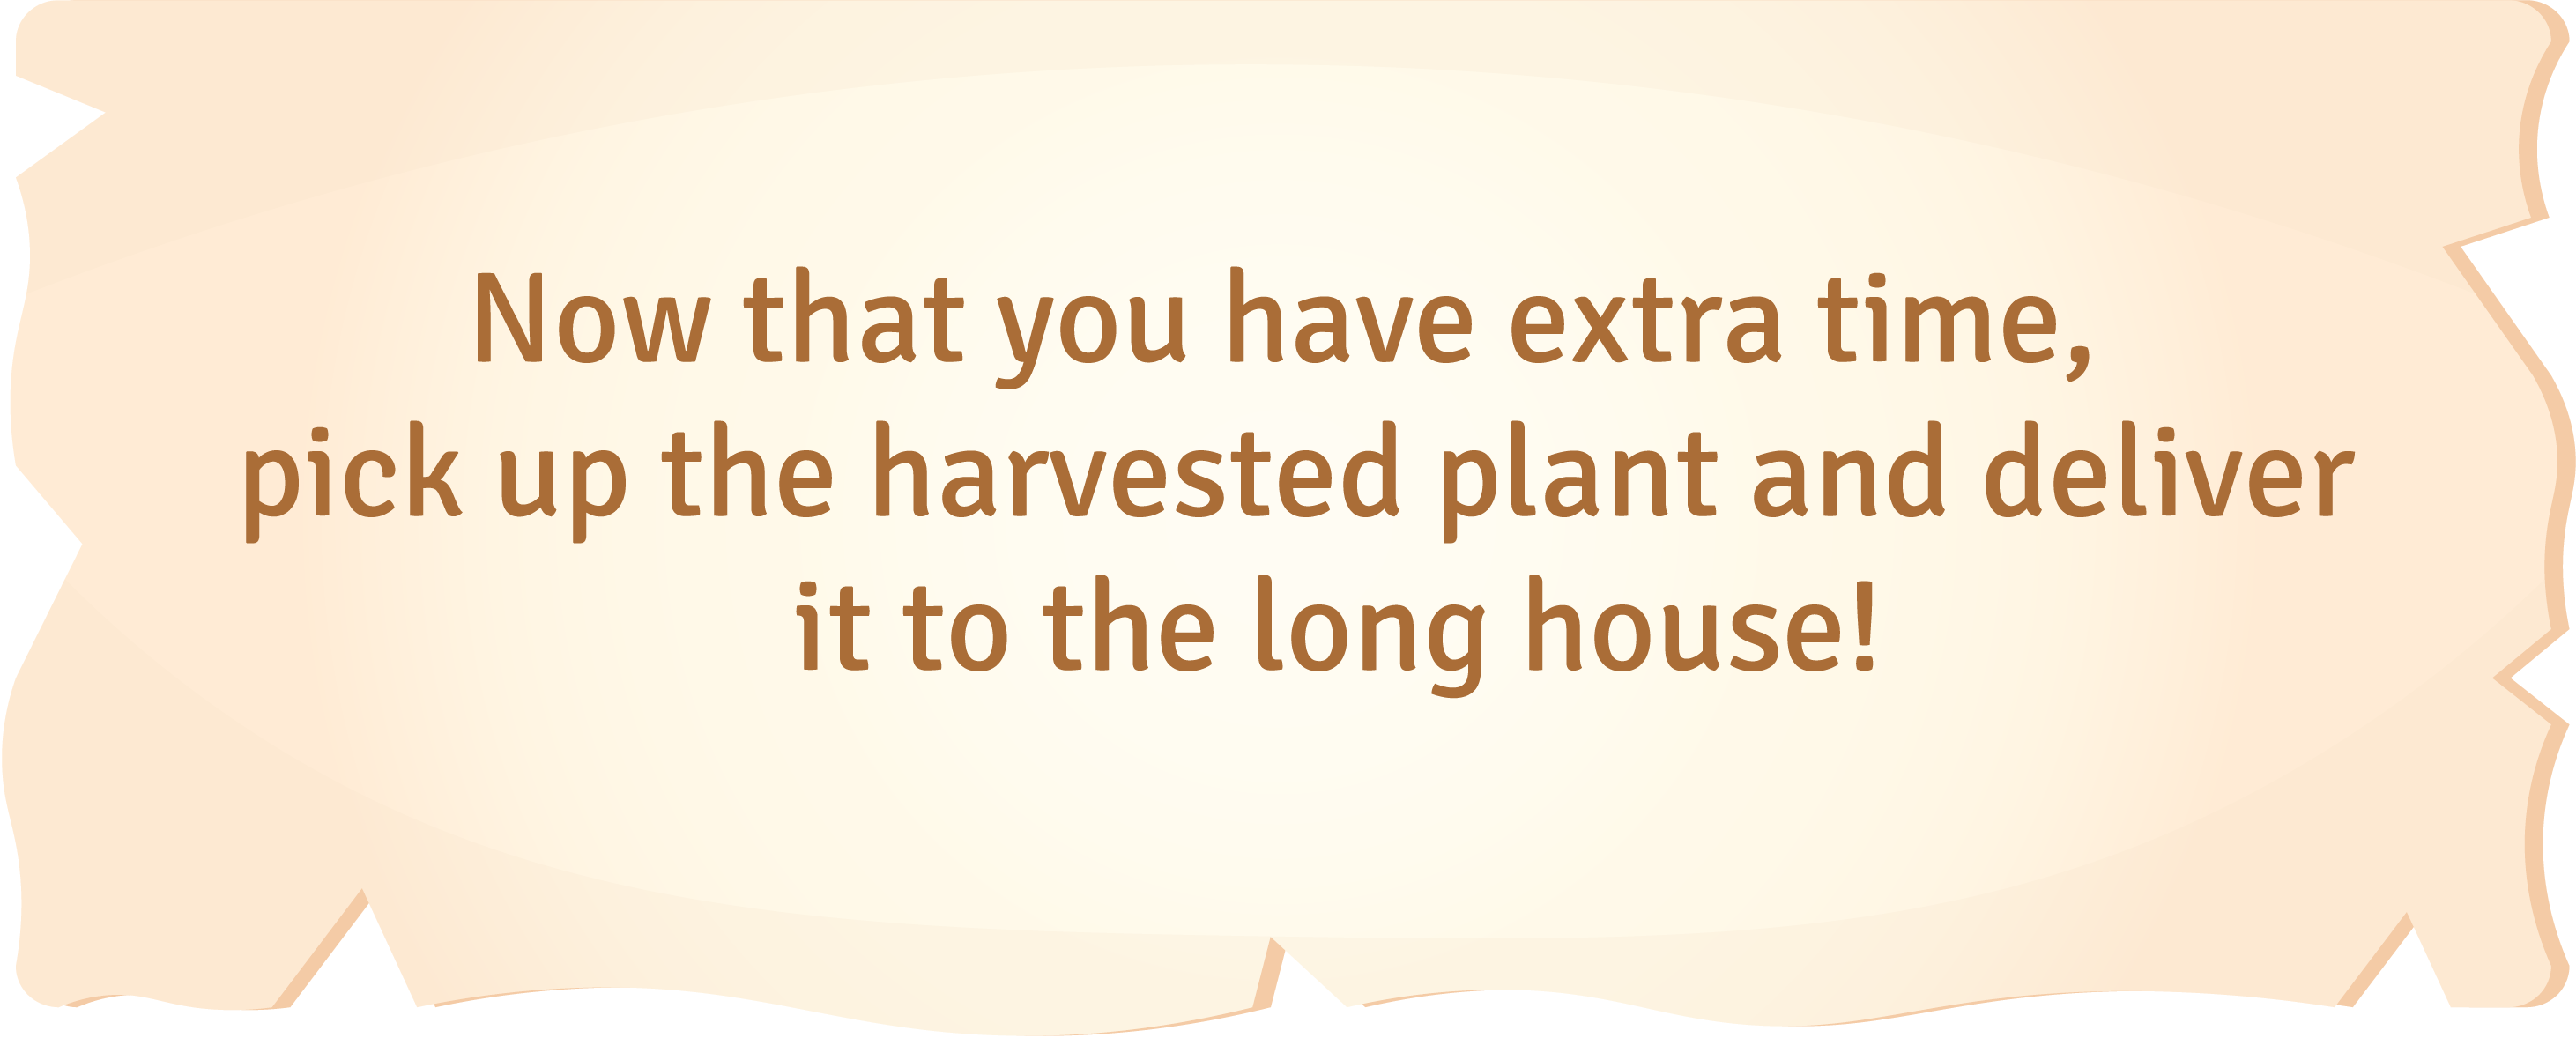 Now that you have extra time,
pick up the harvested plant and deliver
it to the long house!